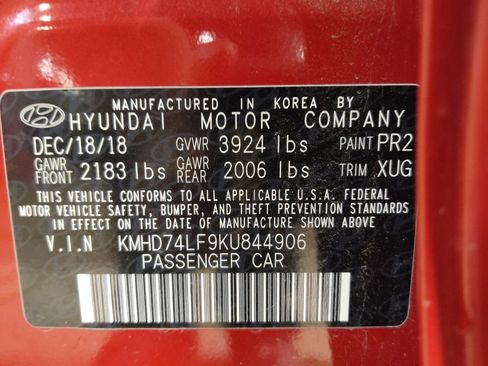 MANUFACTURED IN KOREA BY
HYUNDAI MOTOR COMPANY
DEC/18/18 GVWR 3924 lbs PAINT PR2
GAWR FRONT 2183 lbs GAWR REAR 2006 lbs TRIM XUG
THIS VEHICLE CONFORMS TO ALL APPLICABLE U.S.A. FEDERAL
MOTOR VEHICLE SAFETY, BUMPER, AND THEFT PREVENTION STANDARDS
IN EFFECT ON THE DATE OF MANUFACTURE SHOWN ABOVE.
V.I.N KMHD74LF9KU844906
PASSENGER CAR